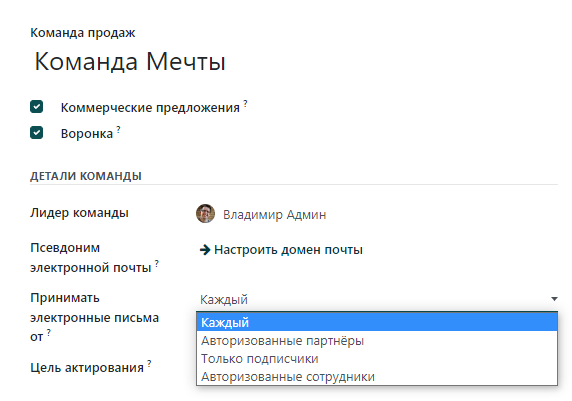 Команда продаж
Команда Мечты
Коммерческие предложения ?
Воронка ?
ДЕТАЛИ КОМАНДЫ
Лидер команды
Владимир Админ
Псевдоним
электронной почты ?
Настроить домен почты
Принимать
электронные письма
от ?
Каждый
Каждый
Авторизованные партнёры
Только подписчики
Авторизованные сотрудники
Цель актирования ?